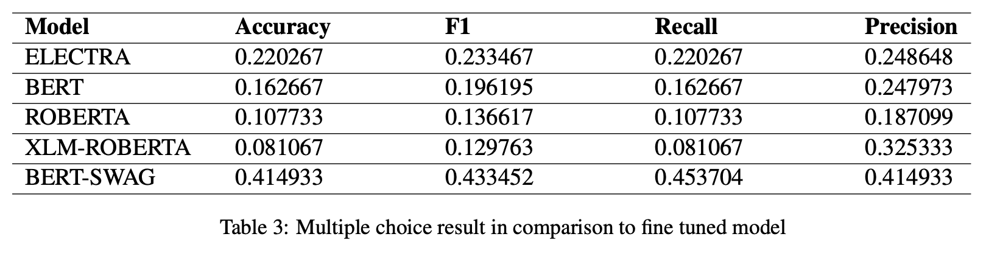 Model Accuracy F1 Recall Precision
ELECTRA 0.220267 0.233467 0.220267 0.248648
BERT 0.162667 0.196195 0.162667 0.247973
ROBERTA 0.107733 0.136617 0.107733 0.187099
XLM-ROBERTA 0.081067 0.129763 0.081067 0.325333
BERT-SWAG 0.414933 0.433452 0.453704 0.414933
Table 3: Multiple choice result in comparison to fine tuned model